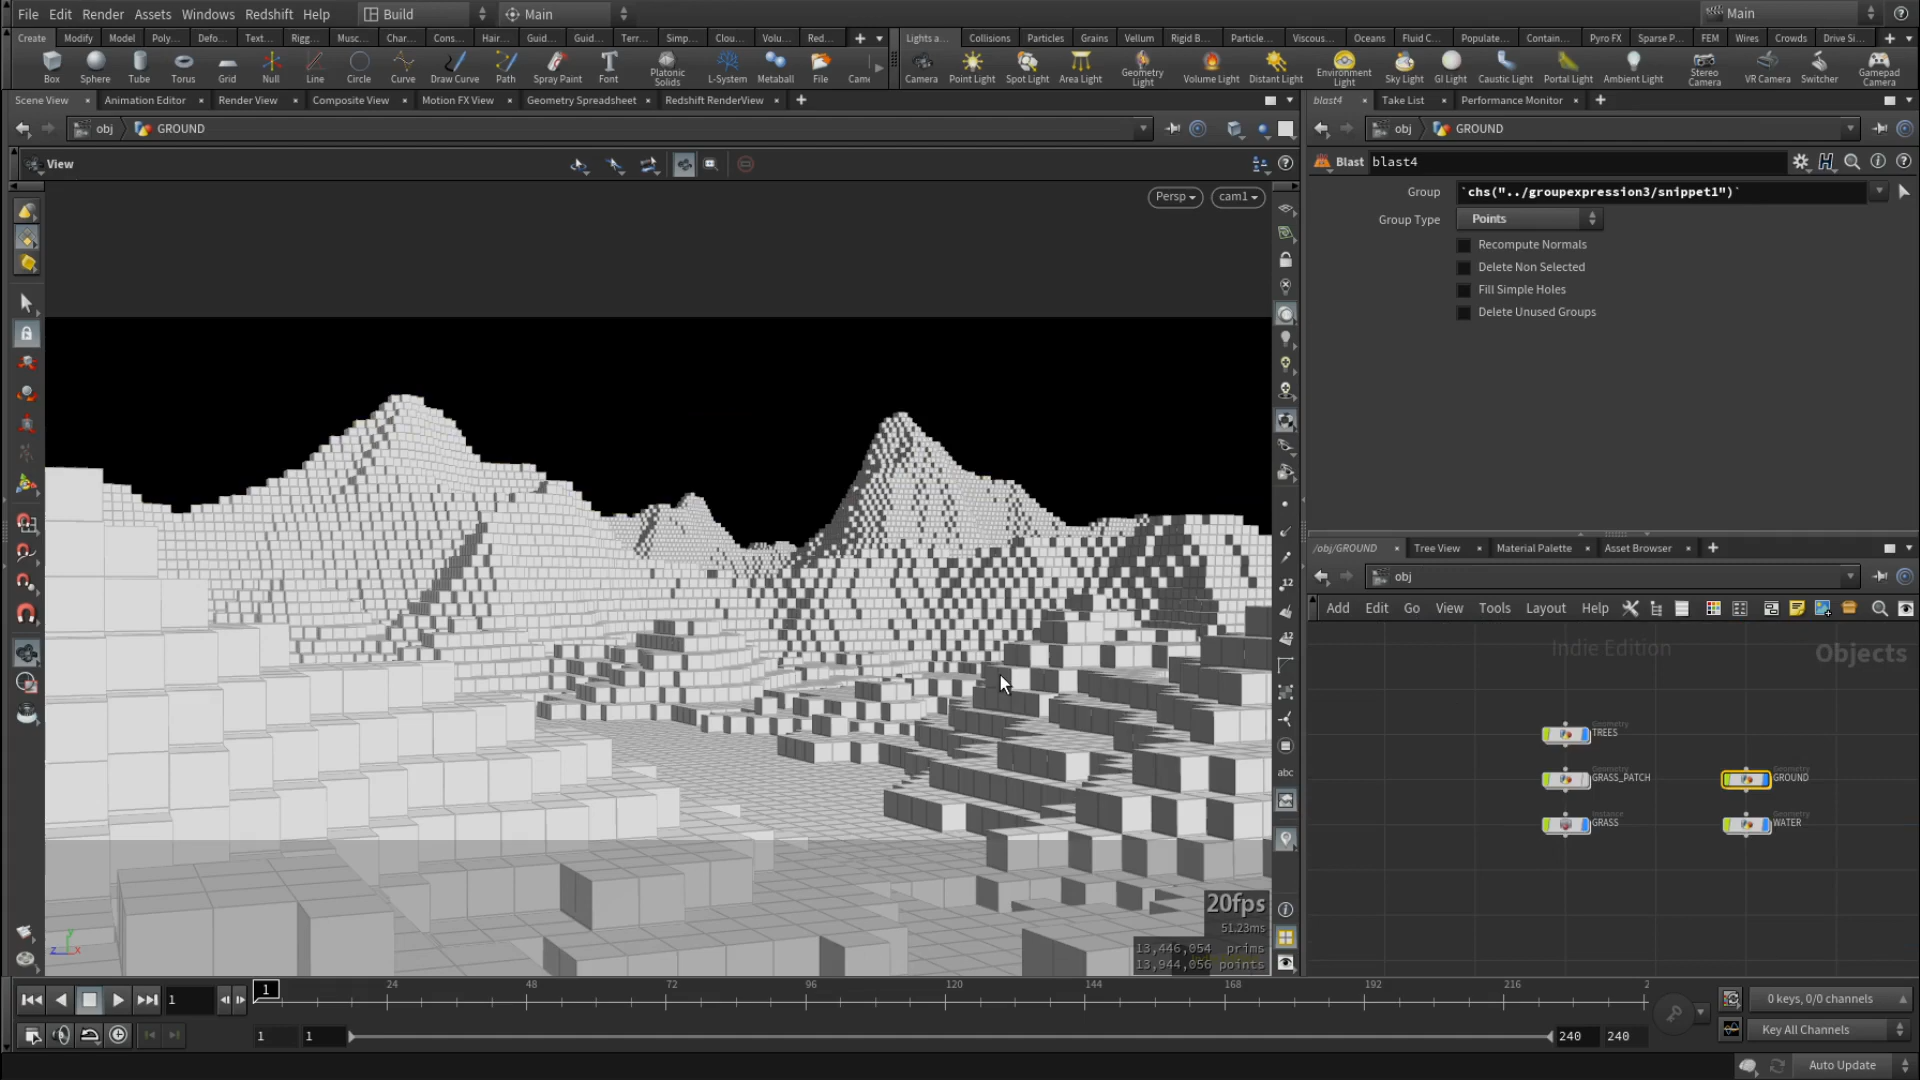 File Edit Render Assets Windows Redshift Help Build Main Main
Create Modify Model Poly... Defo... Text... Rigg... Musc... Char... Cons... Hair... Guid... Guid... Terr... Simp... Clou... Volu... Red... Lights a... Collisions Particles Grains Vellum Rigid B... Particle... Viscous... Oceans Fluid C... Populate... Contain... Pyro FX Sparse P... FEM Wires Crowds Drive Si...
Box Sphere Tube Torus Grid Null Line Circle Curve Draw Curve Path Spray Paint Font Platonic Solids L-System Metaball File Cam Camera Point Light Spot Light Area Light Geometry Light Volume Light Distant Light Environment Light Sky Light GI Light Caustic Light Portal Light Ambient Light Stereo Camera VR Camera Switcher Gamepad Camera
Scene View Animation Editor Render View Composite View Motion FX View Geometry Spreadsheet Redshift RenderView blast4 Take List Performance Monitor
obj GROUND obj GROUND
View
Blast blast4
Group `chs("../groupexpression3/snippet1")`
Group Type Points
Recompute Normals
Delete Non Selected
Fill Simple Holes
Delete Unused Groups
Persp cam1
12
12
abc
20fps
51.23ms
13,446,054 prims
13,944,056 points
/obj/GROUND Tree View Material Palette Asset Browser
obj
Add Edit Go View Tools Layout Help
Indie Edition Objects
Geometry
TREES
Geometry
GRASS_PATCH
Geometry
GROUND
Instance
GRASS
Geometry
WATER
y
z x
1 1 24 48 72 96 120 144 168 192 216 2
0 keys, 0/0 channels
1 1 240 240
Key All Channels
Auto Update